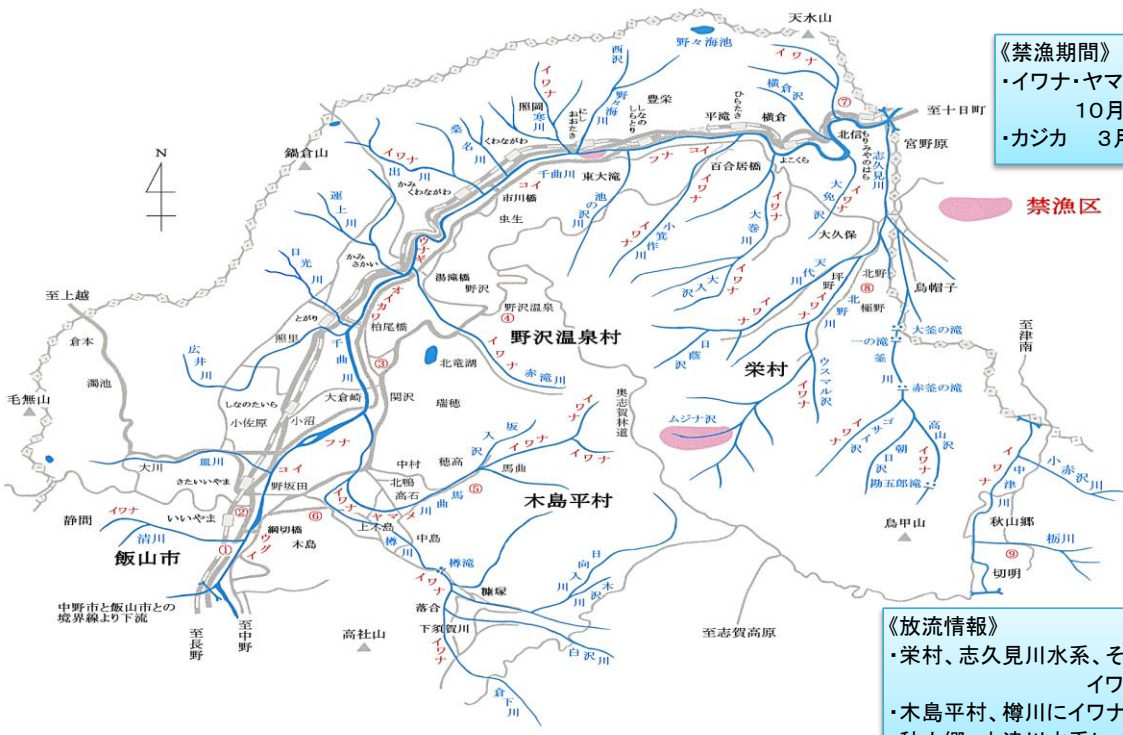 天水山
野々海池
西沢
野々海川
イワナ
照岡
寒川
にしおおたき
しなのしらとり
豊栄
平滝
ひらたき
横倉
横倉沢
イワナ
⑦
至十日町
北信
もりみやのはら
宮野原
志久見川
《禁漁期間》
・イワナ・ヤマ
10月
・カジカ 3月
禁漁区
N
鍋倉山
桑名川
くわながわ
イワナ
出川
かみくわながわ
千曲川
コイ
市川橋
虫生
東大滝
フナ
コイ
百合居橋
よこくら
池の沢川
イワナ
小箕作川
イワナ
大巻川
イワナ
大入沢
イワナ
大免沢
イワナ
大久保
天代川
イワナ
坪野
イワナ
北野川
北野
⑧
極野
烏帽子
運上川
日光川
かみさかい
ウナギ
湯滝橋
野沢
野沢温泉
④
オイカワ
柏尾橋
野沢温泉村
とがり
照里
千曲川
③
北竜湖
イワナ
赤滝川
至上越
倉本
濁池
毛無山
広井川
しなのたいら
小佐原
小沼
大倉崎
関沢
瑞穂
フナ
日蔭沢
栄村
イワナ
ウスマル沢
ムジナ沢
奥志賀林道
大釜の滝
一の滝
釜川
赤釜の滝
至津南
イワナ
ゴサイ沢
朝日沢
高山沢
イワナ
勘五郎滝
鳥甲山
イワナ
中津川
小赤沢川
秋山郷
栃川
⑨
切明
大川
皿川
きたいいやま
コイ
野坂田
中村
穂高
北鴨
高石
坂入沢
イワナ
イワナ
イワナ
馬曲
馬曲川
⑤
木島平村
静間
イワナ
清川
いいやま
②
①
綱切橋
ウグイ
⑥
木島
飯山市
イワナ
ヤマメ
上木島
樽川
中島
樽滝
イワナ
糠塚
日向入川
木沢川
落合
下須賀川
イワナ
白沢川
倉下川
高社山
至志賀高原
中野市と飯山市との
境界線より下流
至長野
至中野
《放流情報》
・栄村、志久見川水系、そ
イワ
・木島平村、樽川にイワナ